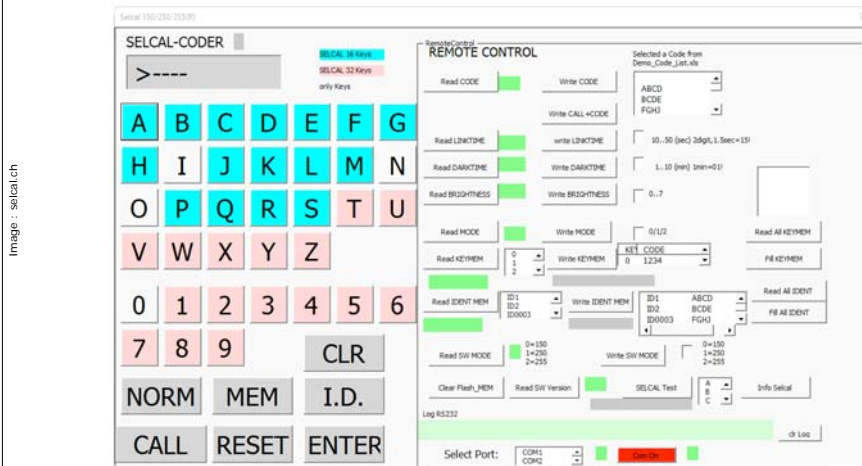 Selcal 150/250/255(R)
SELCAL-CODER
>----
SELCAL 16 Keys
SELCAL 32 Keys
only Keys
A B C D E F G
H I J K L M N
O P Q R S T U
V W X Y Z
0 1 2 3 4 5 6
7 8 9 CLR
NORM MEM I.D.
CALL RESET ENTER
RemoteControl
REMOTE CONTROL
Selected a Code from
Demo_Code_List.xls
Read CODE Write CODE
ABCD
BCDE
FGHJ
Write CALL+CODE
Read LINKTIME write LINKTIME 10..50 (sec) 2digit,1.5sec=15!
Read DARKTIME Write DARKTIME 1..10 (min) 1min=01!
Read BRIGHTNESS Write BRIGHTNESS 0..7
Read MODE Write MODE 0/1/2 Read All KEYMEM
Read KEYMEM
0
1
2
Write KEYMEM
KEY CODE
0 1234
Fill KEYMEM
Read IDENT MEM
ID1
ID2
ID0003
Write IDENT MEM
ID1 ABCD
ID2 BCDE
ID0003 FGHJ
Read All IDENT
Fill All IDENT
Read SW MODE
0=150
1=250
2=255
Write SW MODE
0=150
1=250
2=255
Clear Flash_MEM Read SW Version SELCAL Test
A
B
C
Info Selcal
Log RS232
clr Log
Select Port:
COM1
COM2
Com On
Image : selcal.ch